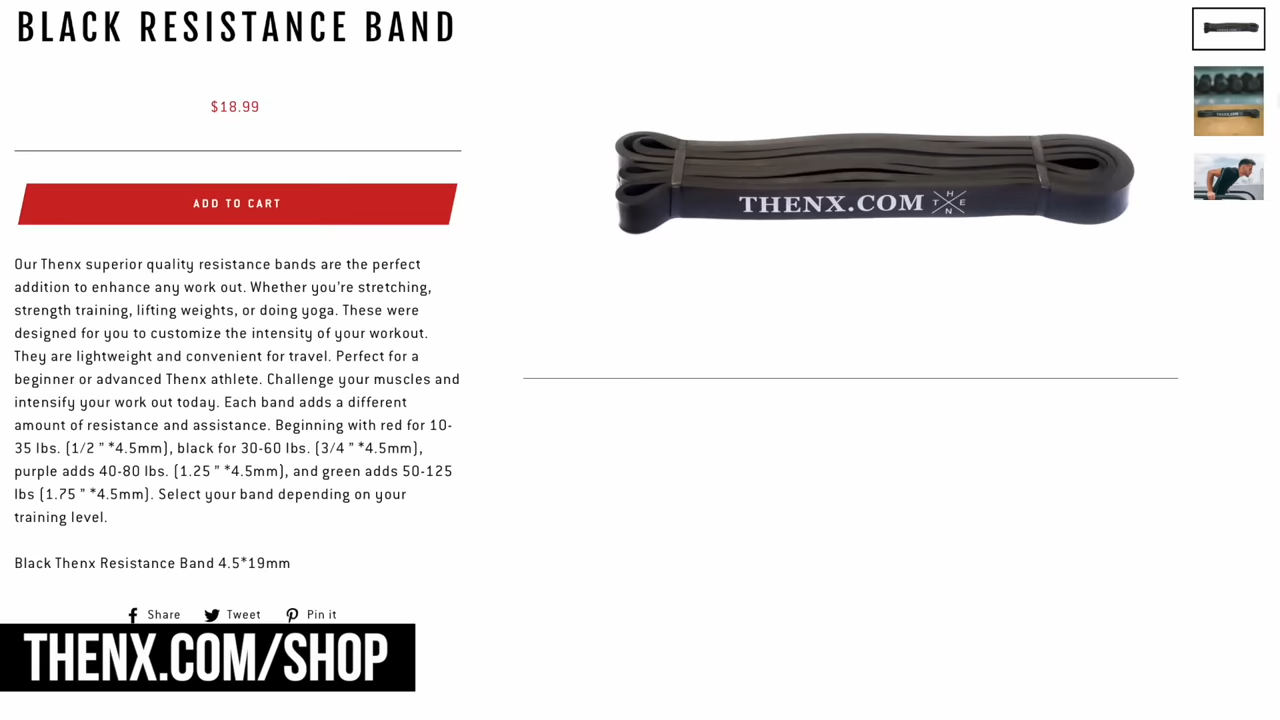 BLACK RESISTANCE BAND
$18.99
ADD TO CART
Our Thenx superior quality resistance bands are the perfect
addition to enhance any work out. Whether you’re stretching,
strength training, lifting weights, or doing yoga. These were
designed for you to customize the intensity of your workout.
They are lightweight and convenient for travel. Perfect for a
beginner or advanced Thenx athlete. Challenge your muscles and
intensify your work out today. Each band adds a different
amount of resistance and assistance. Beginning with red for 10-
35 lbs. (1/2 ” *4.5mm), black for 30-60 lbs. (3/4 ” *4.5mm),
purple adds 40-80 lbs. (1.25 ” *4.5mm), and green adds 50-125
lbs (1.75 ” *4.5mm). Select your band depending on your
training level.
Black Thenx Resistance Band 4.5*19mm
Share Tweet Pin it
THENX.COM/SHOP
THENX.COM
H
T E
N
THENX.COM